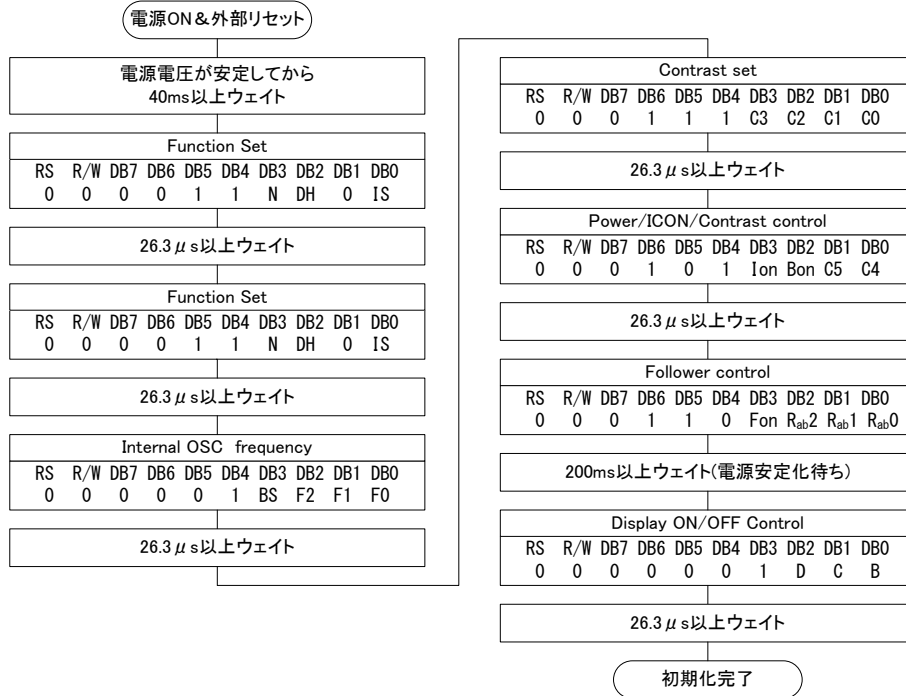 電源ON&外部リセット
電源電圧が安定してから
40ms以上ウェイト
Function Set
RS R/W DB7 DB6 DB5 DB4 DB3 DB2 DB1 DB0
0 0 0 0 1 1 N DH 0 IS
26.3μs以上ウェイト
Function Set
RS R/W DB7 DB6 DB5 DB4 DB3 DB2 DB1 DB0
0 0 0 0 1 1 N DH 0 IS
26.3μs以上ウェイト
Internal OSC frequency
RS R/W DB7 DB6 DB5 DB4 DB3 DB2 DB1 DB0
0 0 0 0 0 1 BS F2 F1 F0
26.3μs以上ウェイト
Contrast set
RS R/W DB7 DB6 DB5 DB4 DB3 DB2 DB1 DB0
0 0 0 1 1 1 C3 C2 C1 C0
26.3μs以上ウェイト
Power/ICON/Contrast control
RS R/W DB7 DB6 DB5 DB4 DB3 DB2 DB1 DB0
0 0 0 1 0 1 Ion Bon C5 C4
26.3μs以上ウェイト
Follower control
RS R/W DB7 DB6 DB5 DB4 DB3 DB2 DB1 DB0
0 0 0 1 1 0 Fon Rab2 Rab1 Rab0
200ms以上ウェイト(電源安定化待ち)
Display ON/OFF Control
RS R/W DB7 DB6 DB5 DB4 DB3 DB2 DB1 DB0
0 0 0 0 0 0 1 D C B
26.3μs以上ウェイト
初期化完了